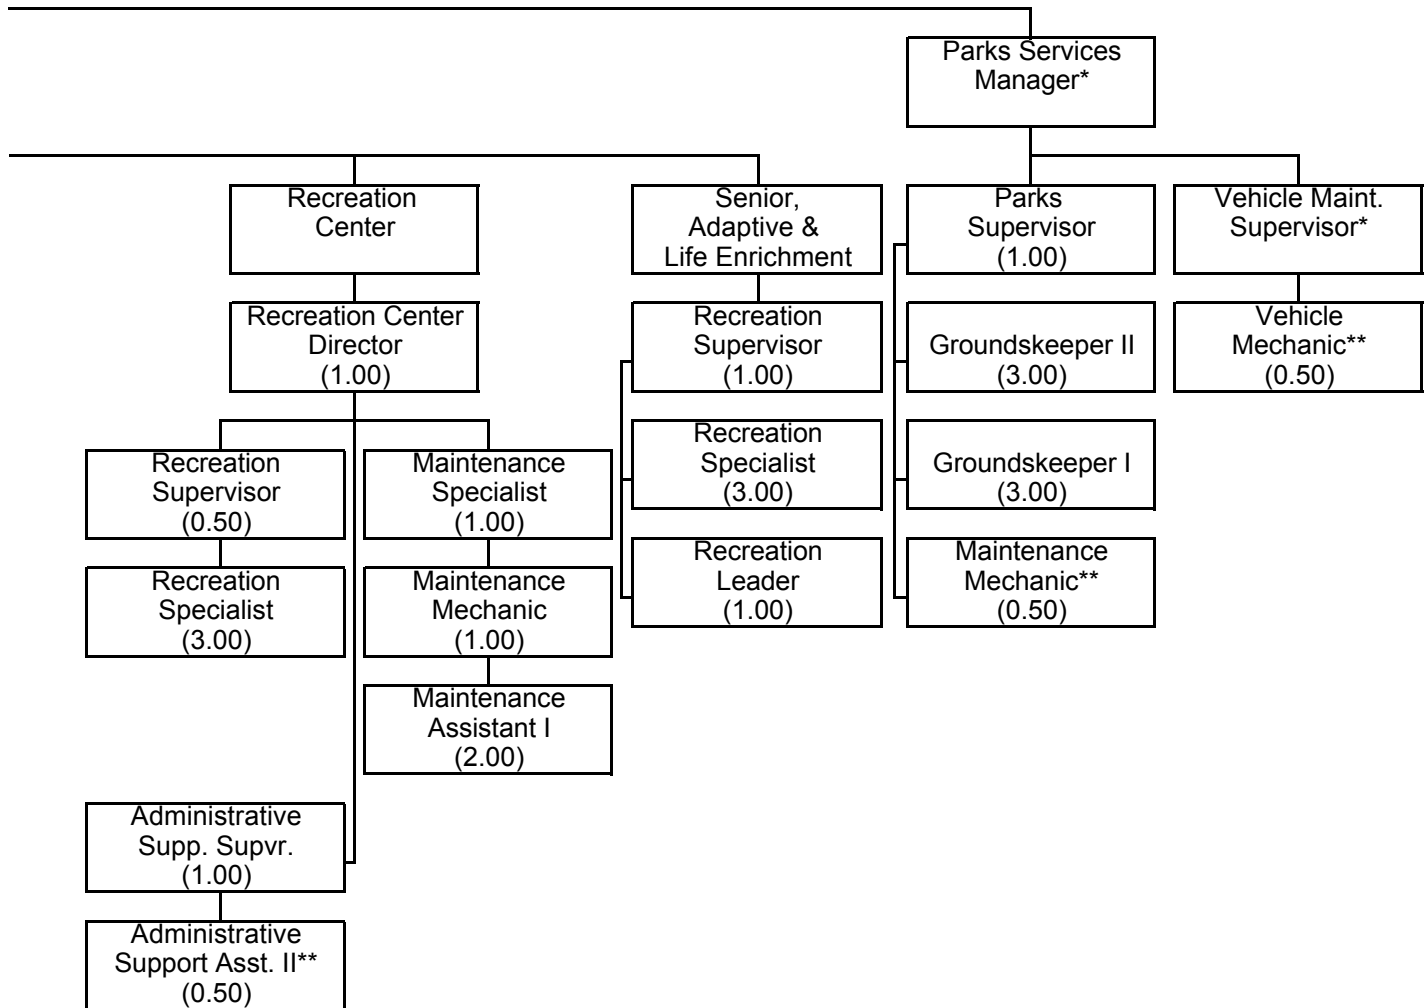 Parks Services
Manager*
Recreation
Center
Senior,
Adaptive &
Life Enrichment
Parks
Supervisor
(1.00)
Vehicle Maint.
Supervisor*
Recreation Center
Director
(1.00)
Recreation
Supervisor
(1.00)
Groundskeeper II
(3.00)
Vehicle
Mechanic**
(0.50)
Recreation
Supervisor
(0.50)
Maintenance
Specialist
(1.00)
Recreation
Specialist
(3.00)
Groundskeeper I
(3.00)
Recreation
Specialist
(3.00)
Maintenance
Mechanic
(1.00)
Recreation
Leader
(1.00)
Maintenance
Mechanic**
(0.50)
Maintenance
Assistant I
(2.00)
Administrative
Supp. Supvr.
(1.00)
Administrative
Support Asst. II**
(0.50)